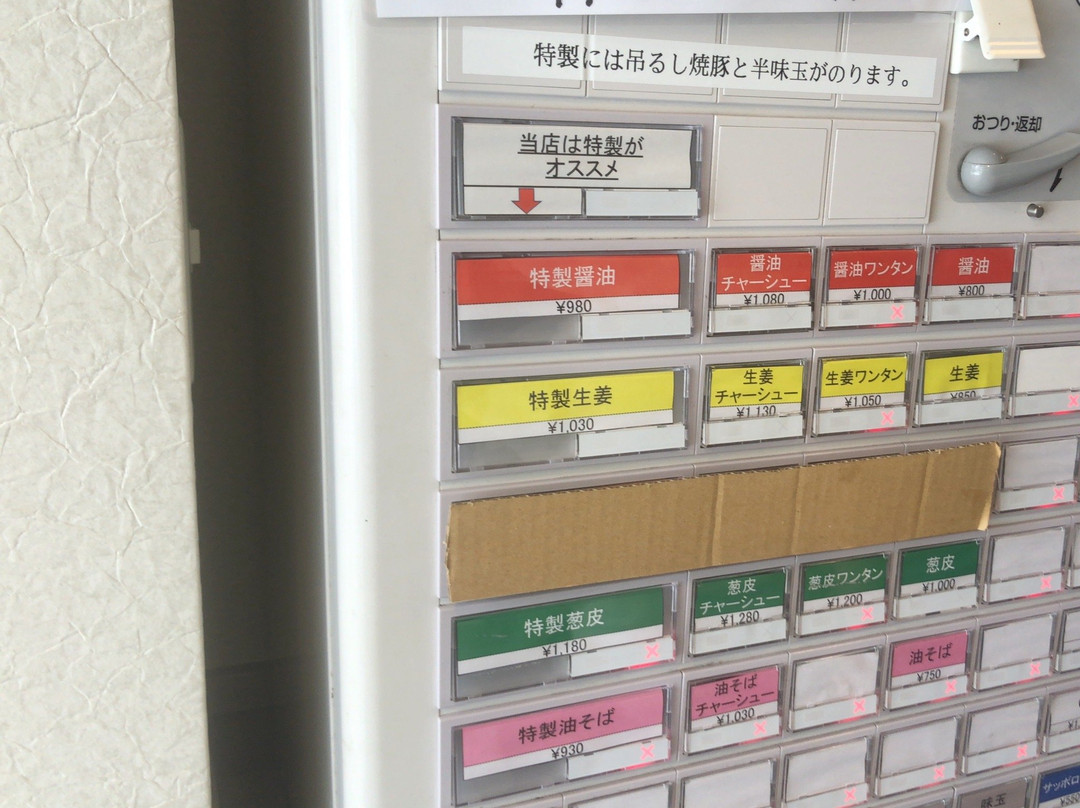 特製には吊るし焼豚と半味玉がのります。
おつり・返却
当店は特製が
オススメ
特製醤油
¥980
醤油
チャーシュー
¥1,080
醤油ワンタン
¥1,000
醤油
¥800
特製生姜
¥1,030
生姜
チャーシュー
¥1,130
生姜ワンタン
¥1,050
生姜
¥850
特製葱皮
¥1,180
葱皮
チャーシュー
¥1,280
葱皮ワンタン
¥1,200
葱皮
¥1,000
特製油そば
¥930
油そば
チャーシュー
¥1,030
油そば
¥750
味玉
サッポロ